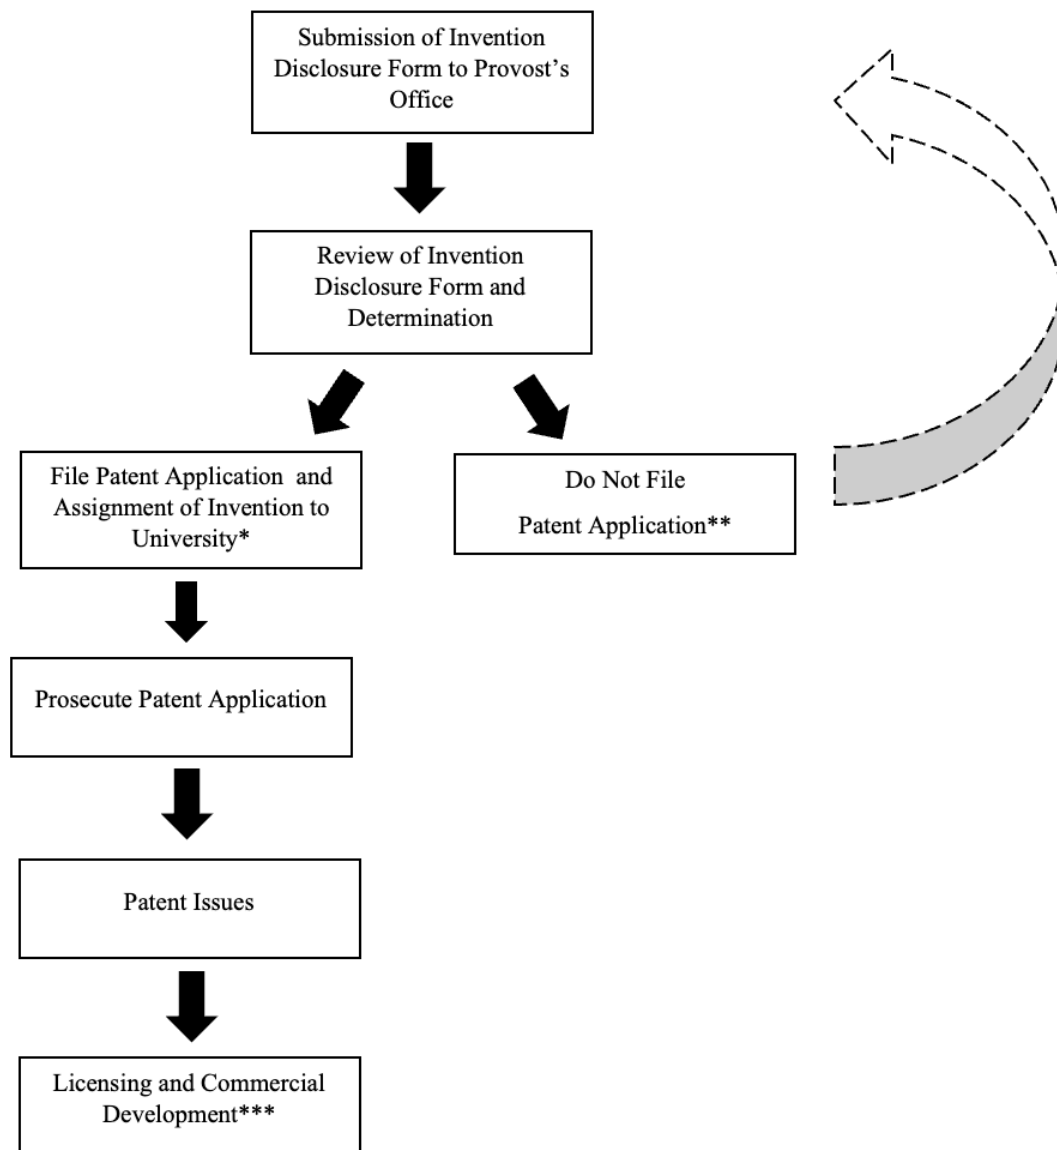 Submission of Invention
Disclosure Form to Provost’s
Office
Review of Invention
Disclosure Form and
Determination
File Patent Application and
Assignment of Invention to
University*
Do Not File
Patent Application**
Prosecute Patent Application
Patent Issues
Licensing and Commercial
Development***